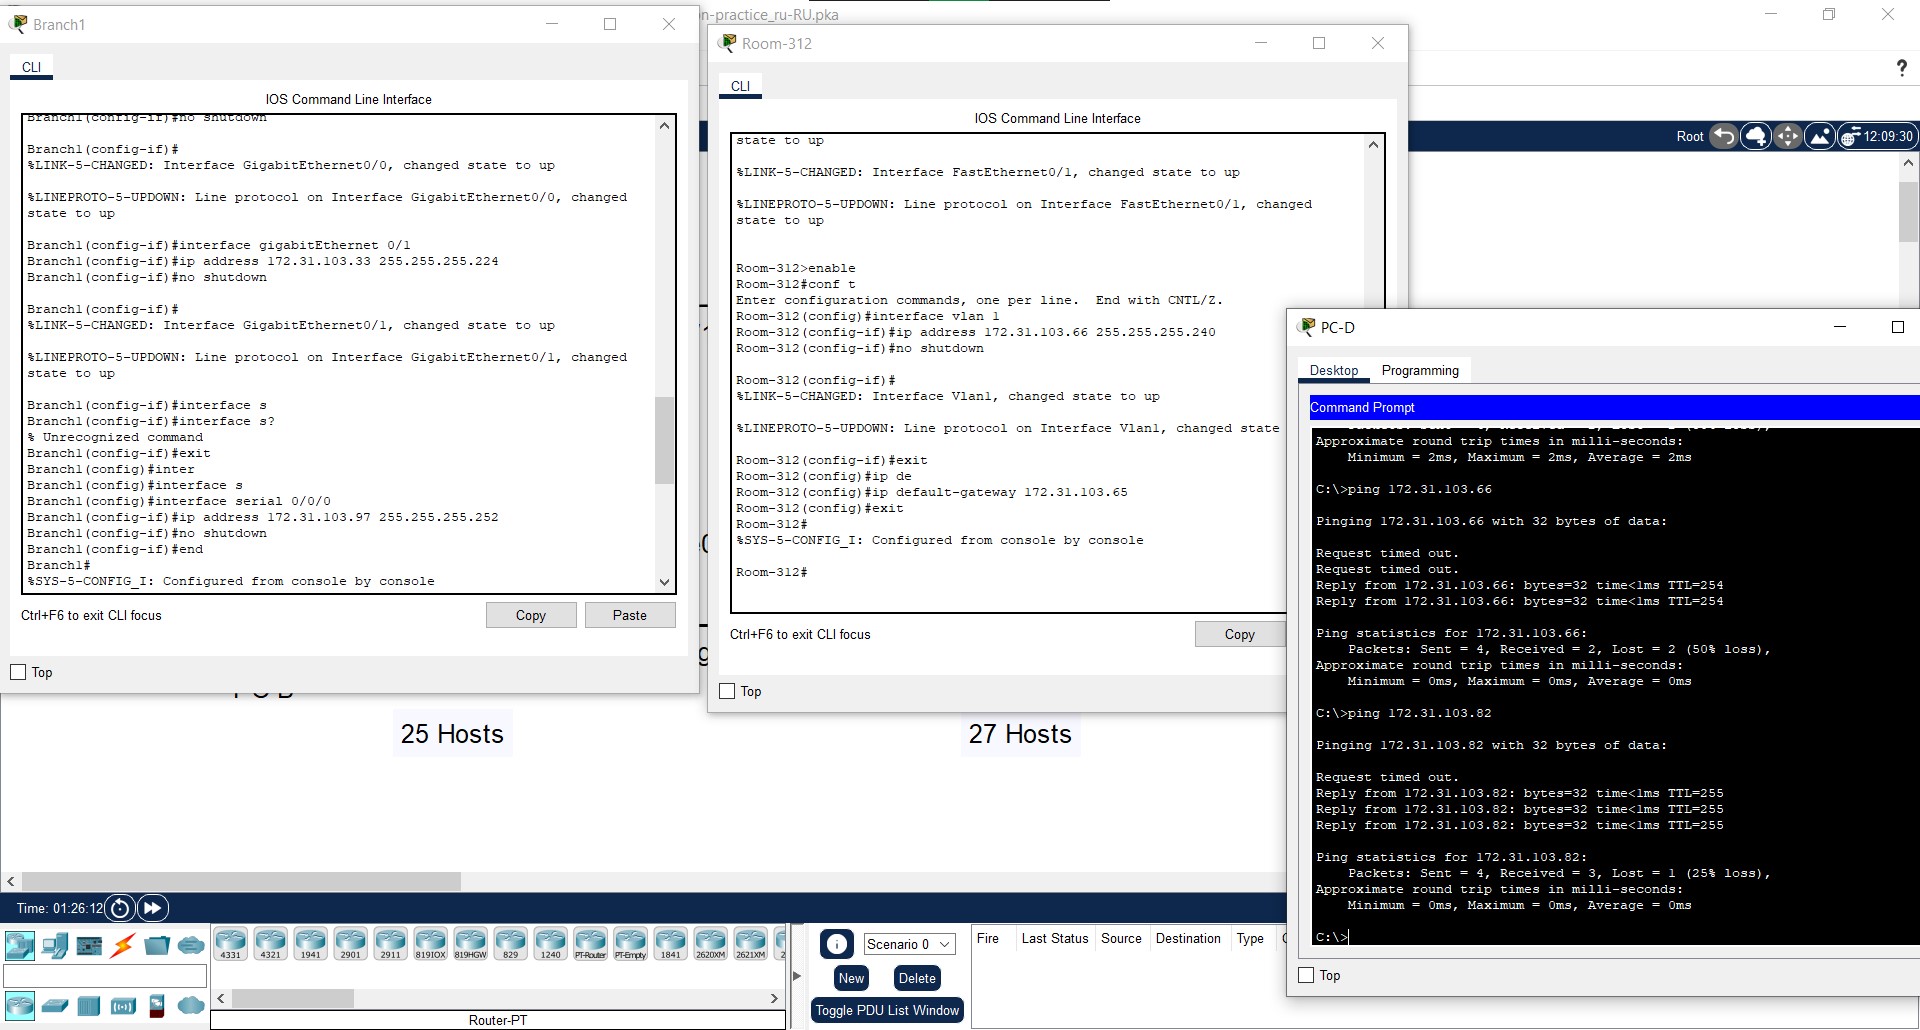 Branch1
CLI
IOS Command Line Interface
Branch1(config-if)#no shutdown
Branch1(config-if)#
%LINK-5-CHANGED: Interface GigabitEthernet0/0, changed state to up
%LINEPROTO-5-UPDOWN: Line protocol on Interface GigabitEthernet0/0, changed
state to up
Branch1(config-if)#interface gigabitEthernet 0/1
Branch1(config-if)#ip address 172.31.103.33 255.255.255.224
Branch1(config-if)#no shutdown
Branch1(config-if)#
%LINK-5-CHANGED: Interface GigabitEthernet0/1, changed state to up
%LINEPROTO-5-UPDOWN: Line protocol on Interface GigabitEthernet0/1, changed
state to up
Branch1(config-if)#interface s
Branch1(config-if)#interface s?
% Unrecognized command
Branch1(config-if)#exit
Branch1(config)#inter
Branch1(config)#interface s
Branch1(config)#interface serial 0/0/0
Branch1(config-if)#ip address 172.31.103.97 255.255.255.252
Branch1(config-if)#no shutdown
Branch1(config-if)#end
Branch1#
%SYS-5-CONFIG_I: Configured from console by console
Ctrl+F6 to exit CLI focus
Copy
Paste
Top
n-practice_ru-RU.pka
Room-312
CLI
IOS Command Line Interface
state to up
%LINK-5-CHANGED: Interface FastEthernet0/1, changed state to up
%LINEPROTO-5-UPDOWN: Line protocol on Interface FastEthernet0/1, changed
state to up
Room-312>enable
Room-312#conf t
Enter configuration commands, one per line.  End with CNTL/Z.
Room-312(config)#interface vlan 1
Room-312(config-if)#ip address 172.31.103.66 255.255.255.240
Room-312(config-if)#no shutdown
Room-312(config-if)#
%LINK-5-CHANGED: Interface Vlan1, changed state to up
%LINEPROTO-5-UPDOWN: Line protocol on Interface Vlan1, changed state
Room-312(config-if)#exit
Room-312(config)#ip de
Room-312(config)#ip default-gateway 172.31.103.65
Room-312(config)#exit
Room-312#
%SYS-5-CONFIG_I: Configured from console by console
Room-312#
Ctrl+F6 to exit CLI focus
Copy
Top
?
Root
12:09:30
PC-D
Desktop
Programming
Command Prompt
Approximate round trip times in milli-seconds:
Minimum = 2ms, Maximum = 2ms, Average = 2ms
C:\>ping 172.31.103.66
Pinging 172.31.103.66 with 32 bytes of data:
Request timed out.
Request timed out.
Reply from 172.31.103.66: bytes=32 time<1ms TTL=254
Reply from 172.31.103.66: bytes=32 time<1ms TTL=254
Ping statistics for 172.31.103.66:
Packets: Sent = 4, Received = 2, Lost = 2 (50% loss),
Approximate round trip times in milli-seconds:
Minimum = 0ms, Maximum = 0ms, Average = 0ms
C:\>ping 172.31.103.82
Pinging 172.31.103.82 with 32 bytes of data:
Request timed out.
Reply from 172.31.103.82: bytes=32 time<1ms TTL=255
Reply from 172.31.103.82: bytes=32 time<1ms TTL=255
Reply from 172.31.103.82: bytes=32 time<1ms TTL=255
Ping statistics for 172.31.103.82:
Packets: Sent = 4, Received = 3, Lost = 1 (25% loss),
Approximate round trip times in milli-seconds:
Minimum = 0ms, Maximum = 0ms, Average = 0ms
C:\>
Top
25 Hosts
27 Hosts
Time: 01:26:12
4331
4321
1941
2901
2911
819IOX
819HGW
829
1240
PT-Router
PT-Empty
1841
2620XM
2621XM
Router-PT
Scenario 0
New
Delete
Toggle PDU List Window
Fire
Last Status
Source
Destination
Type